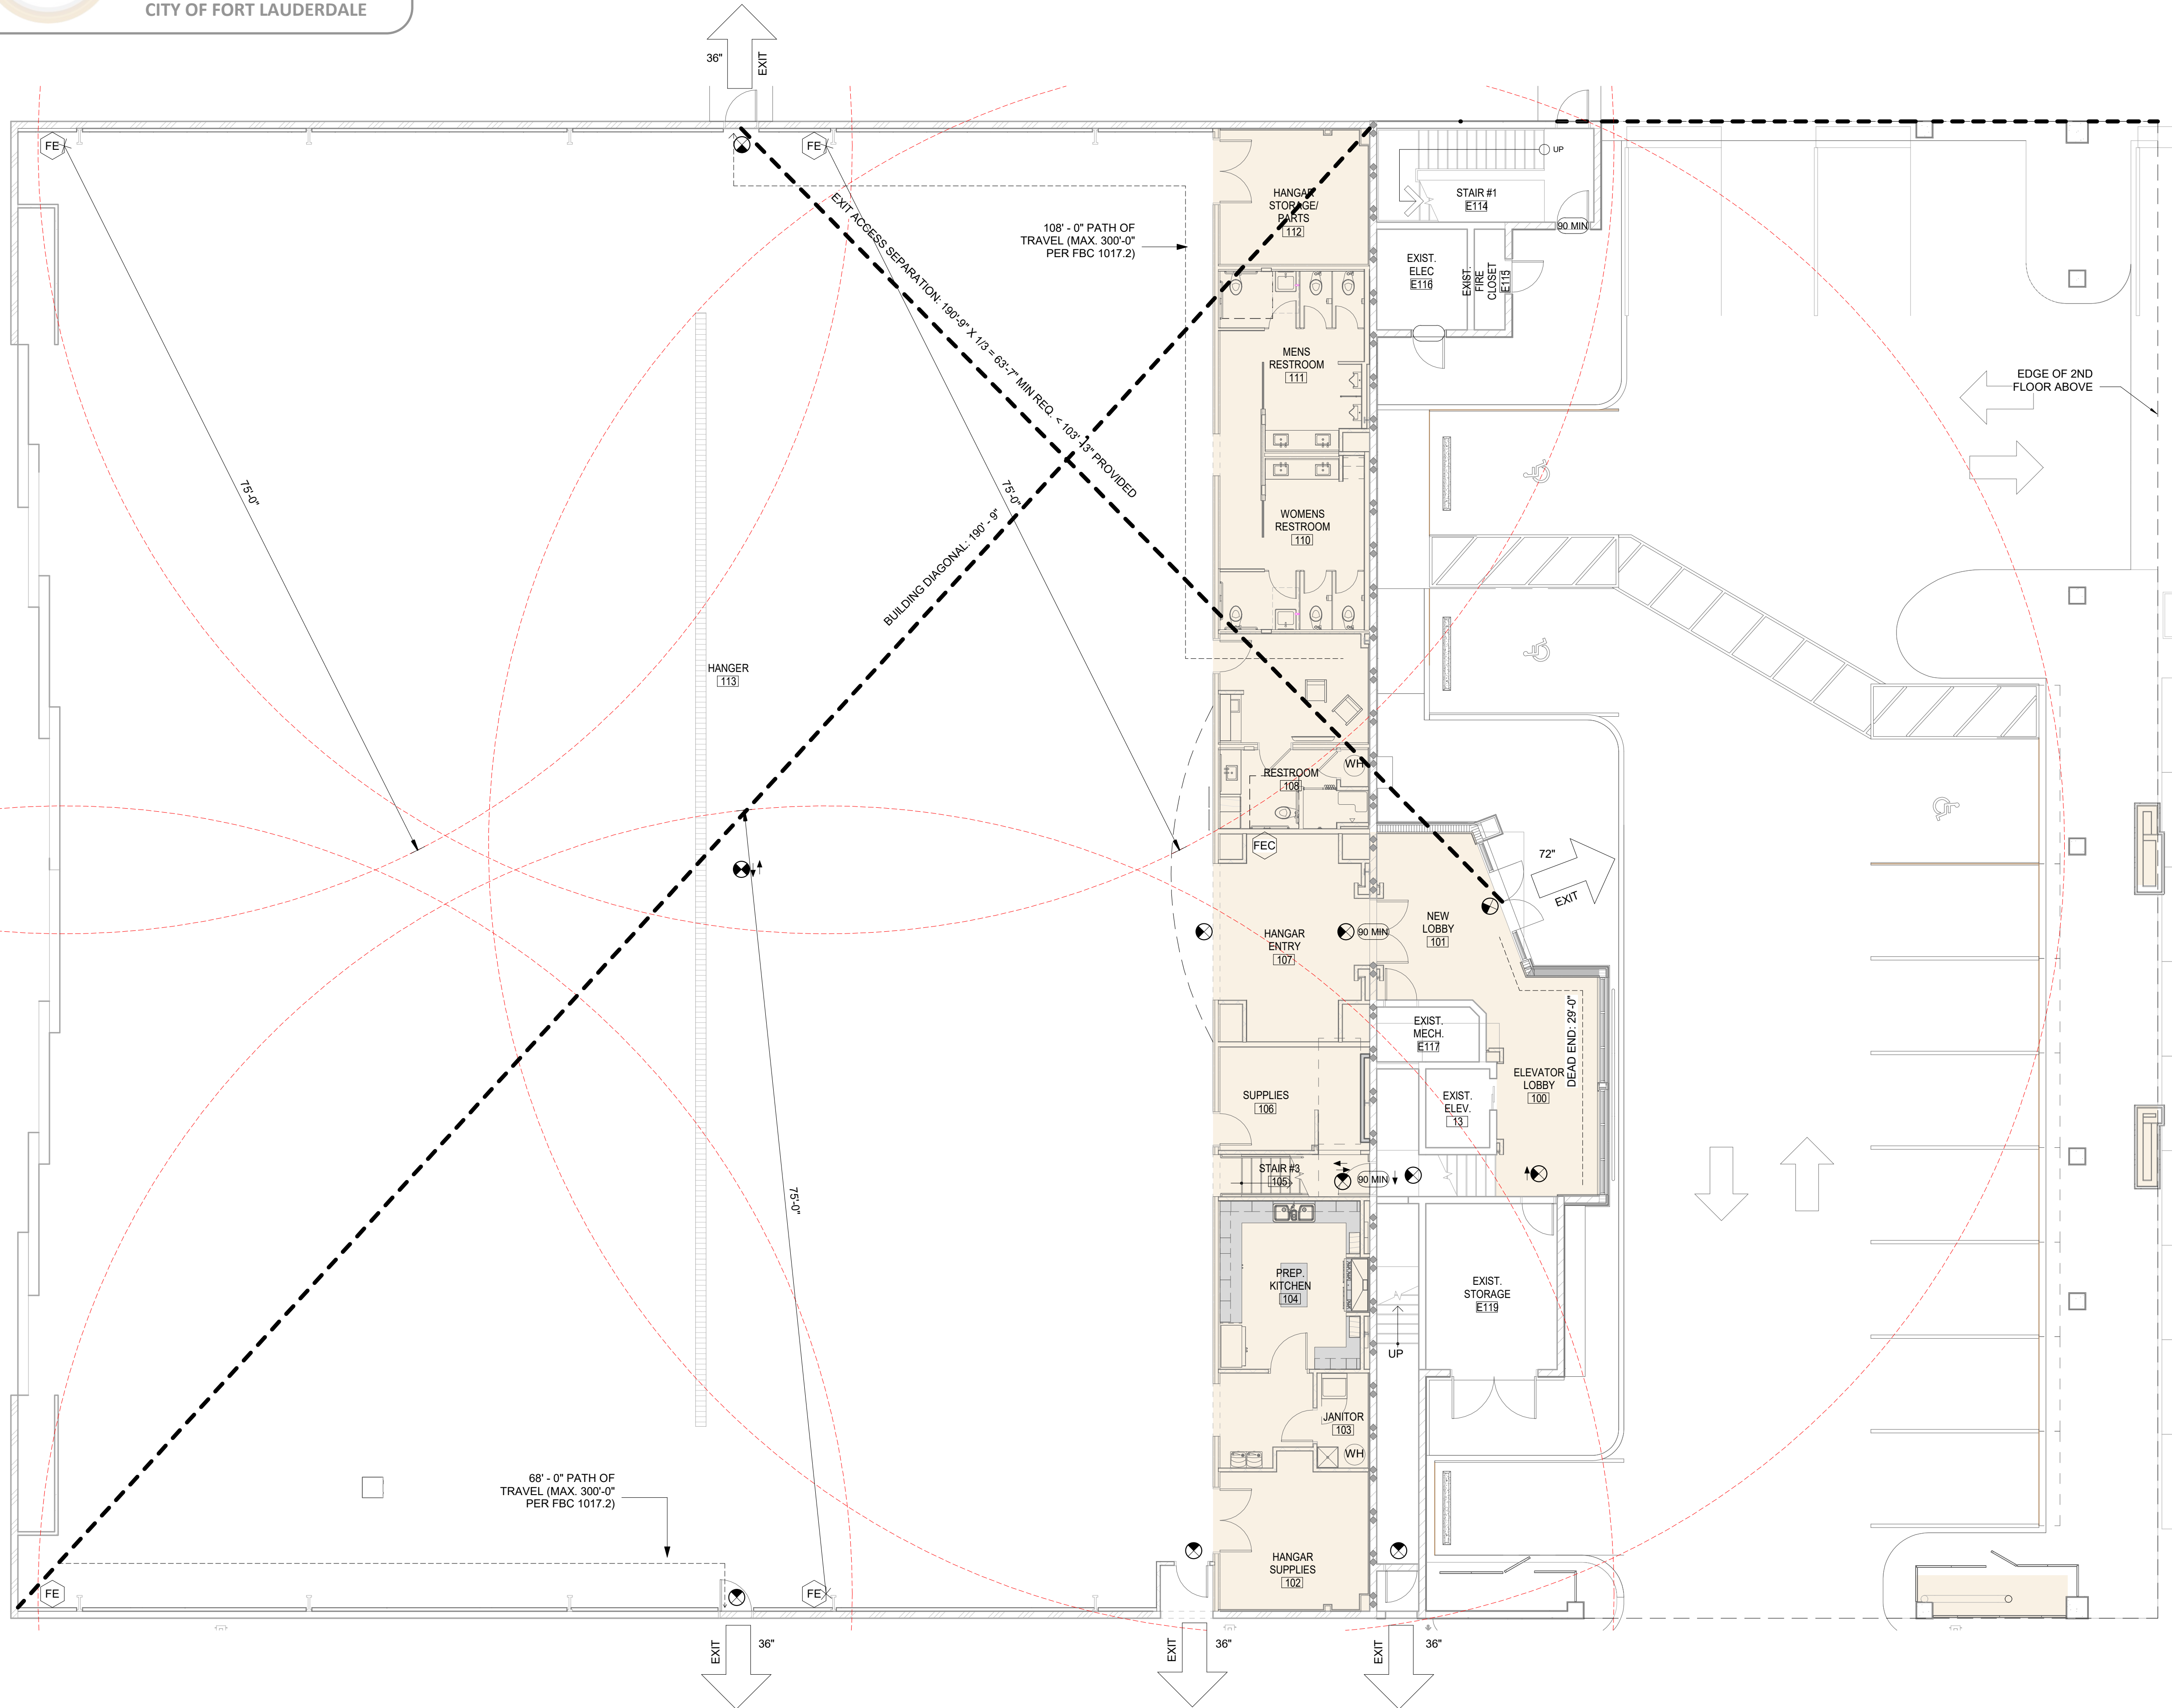 CITY OF FORT LAUDERDALE
36"
EXIT
FE
FE
EXIT ACCESS SEPARATION: 190'-9" X 1/3 = 63'-7" MIN REQ. < 103' -3" PROVIDED
108' - 0" PATH OF
TRAVEL (MAX. 300'-0"
PER FBC 1017.2)
HANGAR
STORAGE/
PARTS
112
UP
STAIR #1
E114
90 MIN
EXIST.
ELEC
E116
EXIST.
FIRE
CLOSET
E115
MENS
RESTROOM
111
EDGE OF 2ND
FLOOR ABOVE
75'-0"
75'-0"
BUILDING DIAGONAL: 190' - 9"
WOMENS
RESTROOM
110
HANGER
113
RESTROOM
108
WH
FEC
72"
EXIT
NEW
LOBBY
101
90 MIN
HANGAR
ENTRY
107
EXIST.
MECH.
E117
DEAD END: 29'-0"
ELEVATOR
LOBBY
100
EXIST.
ELEV.
13
SUPPLIES
106
STAIR #3
105
90 MIN
75'-0"
PREP.
KITCHEN
104
EXIST.
STORAGE
E119
UP
JANITOR
103
WH
68' - 0" PATH OF
TRAVEL (MAX. 300'-0"
PER FBC 1017.2)
HANGAR
SUPPLIES
102
FE
FE
EXIT
36"
EXIT
36"
EXIT
36"